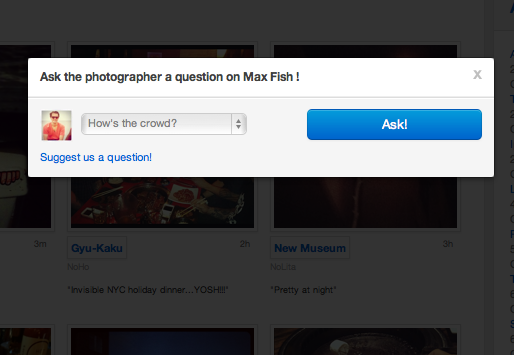 Ask the photographer a question on Max Fish !
x
How's the crowd?
Ask!
Suggest us a question!
3m
Gyu-Kaku
2h
New Museum
3h
NoHo
NoLita
"Invisible NYC holiday dinner...YOSH!!!"
"Pretty at night"